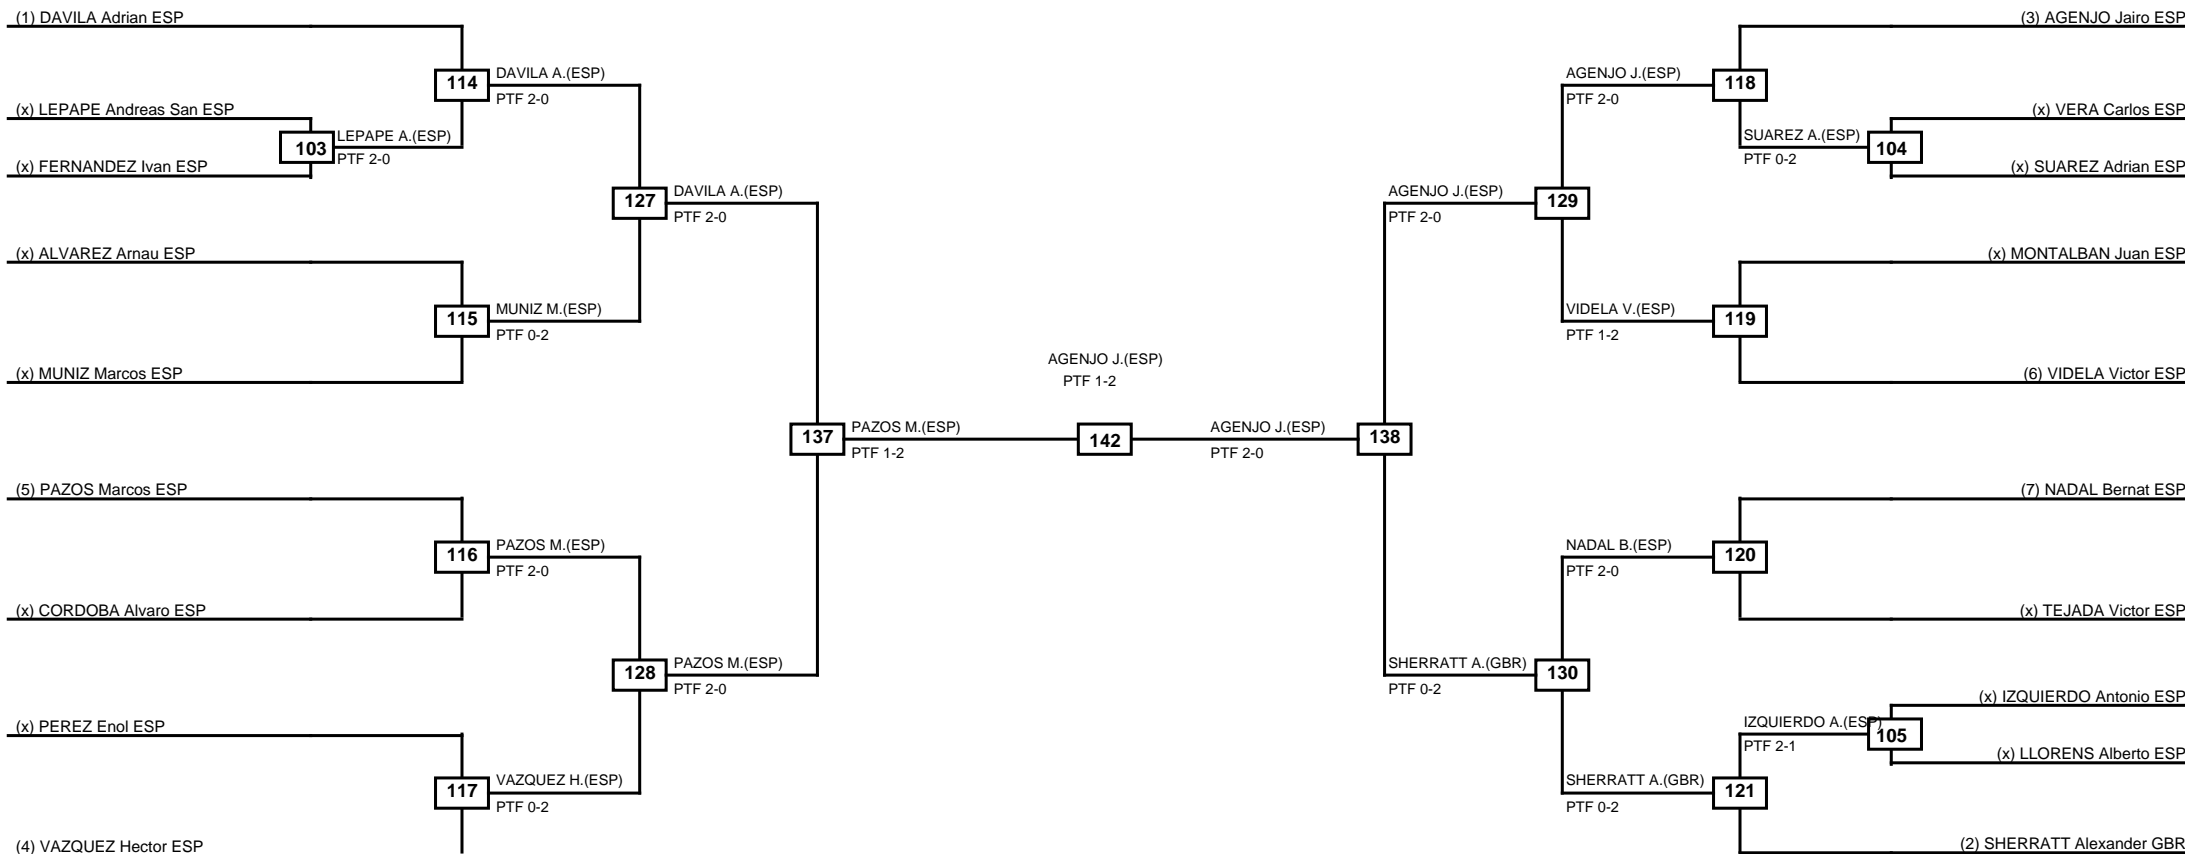 (1) DAVILA Adrian ESP
(x) LEPAPE Andreas San ESP
(x) FERNANDEZ Ivan ESP
(x) ALVAREZ Arnau ESP
(x) MUNIZ Marcos ESP
(5) PAZOS Marcos ESP
(x) CORDOBA Alvaro ESP
(x) PEREZ Enol ESP
(4) VAZQUEZ Hector ESP
103
LEPAPE A.(ESP)
PTF 2-0
114
DAVILA A.(ESP)
PTF 2-0
115
MUNIZ M.(ESP)
PTF 0-2
116
PAZOS M.(ESP)
PTF 2-0
117
VAZQUEZ H.(ESP)
PTF 0-2
127
DAVILA A.(ESP)
PTF 2-0
128
PAZOS M.(ESP)
PTF 2-0
137
PAZOS M.(ESP)
PTF 1-2
AGENJO J.(ESP)
PTF 1-2
142
AGENJO J.(ESP)
PTF 2-0
138
AGENJO J.(ESP)
PTF 2-0
129
SHERRATT A.(GBR)
PTF 0-2
130
AGENJO J.(ESP)
PTF 2-0
118
VIDELA V.(ESP)
PTF 1-2
119
NADAL B.(ESP)
PTF 2-0
120
SHERRATT A.(GBR)
PTF 0-2
121
SUAREZ A.(ESP)
PTF 0-2
104
IZQUIERDO A.(ESP)
PTF 2-1
105
(3) AGENJO Jairo ESP
(x) VERA Carlos ESP
(x) SUAREZ Adrian ESP
(x) MONTALBAN Juan ESP
(6) VIDELA Victor ESP
(7) NADAL Bernat ESP
(x) TEJADA Victor ESP
(x) IZQUIERDO Antonio ESP
(x) LLORENS Alberto ESP
(2) SHERRATT Alexander GBR